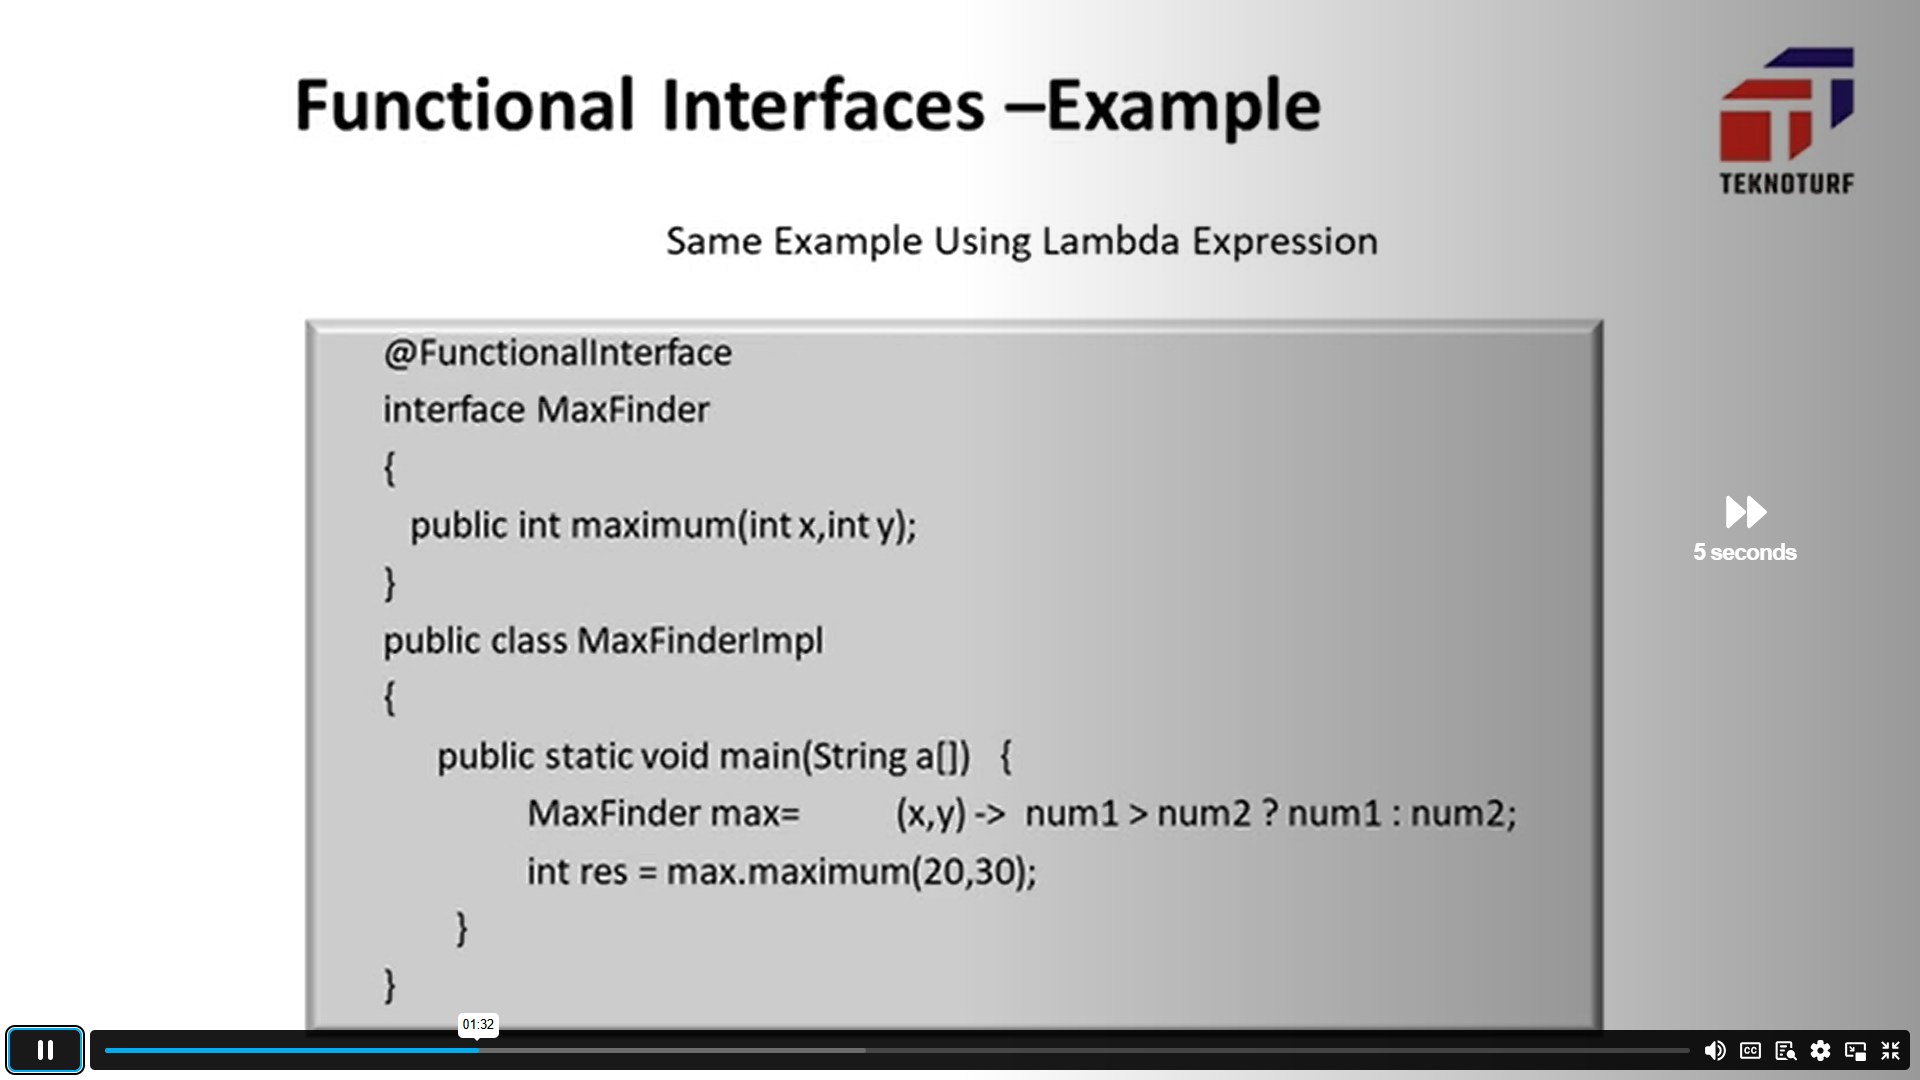 Functional Interfaces –Example
TEKNOTURF
Same Example Using Lambda Expression
@FunctionalInterface
interface MaxFinder
{
public int maximum(int x,int y);
}
public class MaxFinderImpl
{
public static void main(String a[]) {
MaxFinder max= (x,y) -> num1 > num2 ? num1 : num2;
int res = max.maximum(20,30);
}
}
5 seconds
01:32
CC